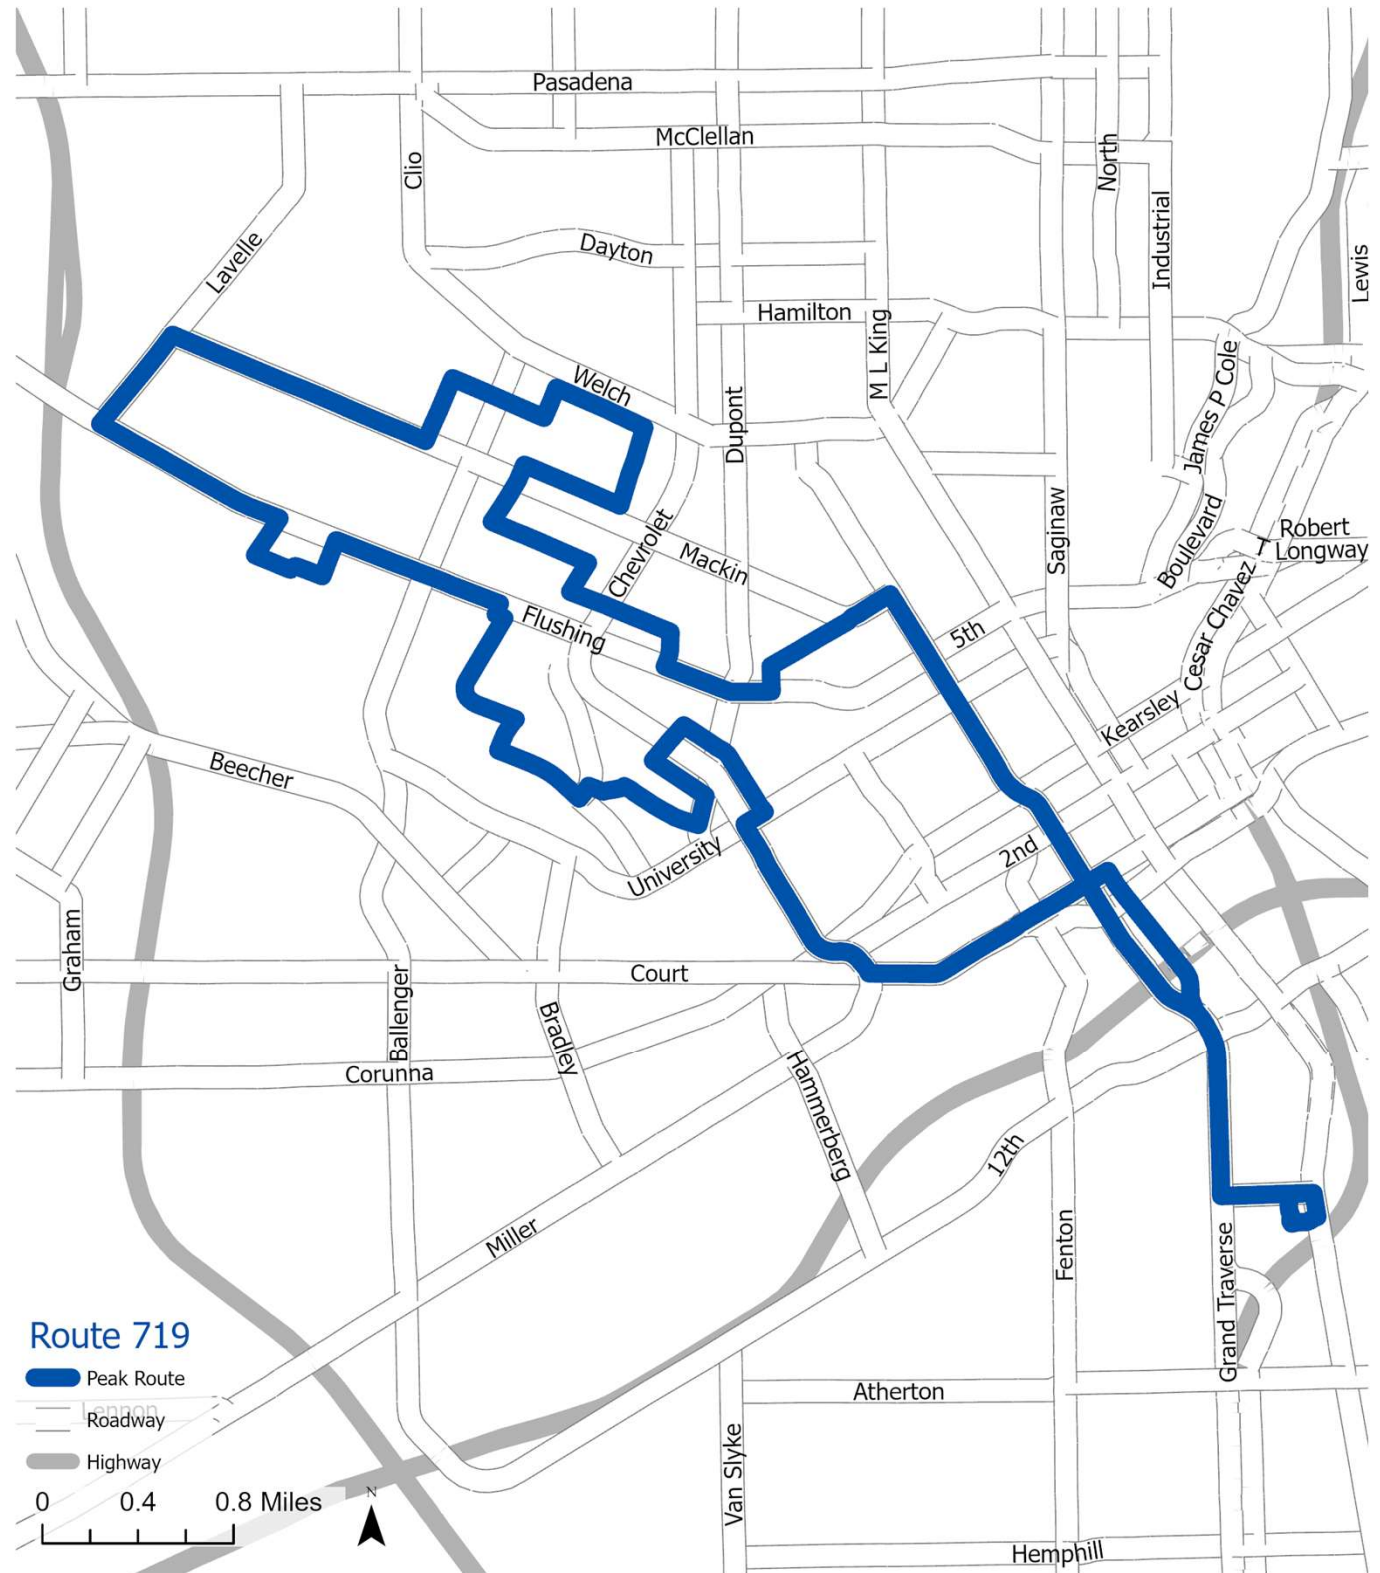 Pasadena
McClellan
Clio
North
Industrial
Lewis
Lavelle
Dayton
Hamilton
M L King
James P Cole
Welch
Dupont
Saginaw
Boulevard
Robert
Longway
Chevrolet
Mackin
Cesar Chavez
Flushing
5th
Kearsley
Beecher
University
2nd
Graham
Court
Ballenger
Bradley
Corunna
Hammerberg
12th
Miller
Fenton
Grand Traverse
Route 719
Peak Route
Lennon
Roadway
Highway
Atherton
Van Slyke
0 0.4 0.8 Miles
N
Hemphill